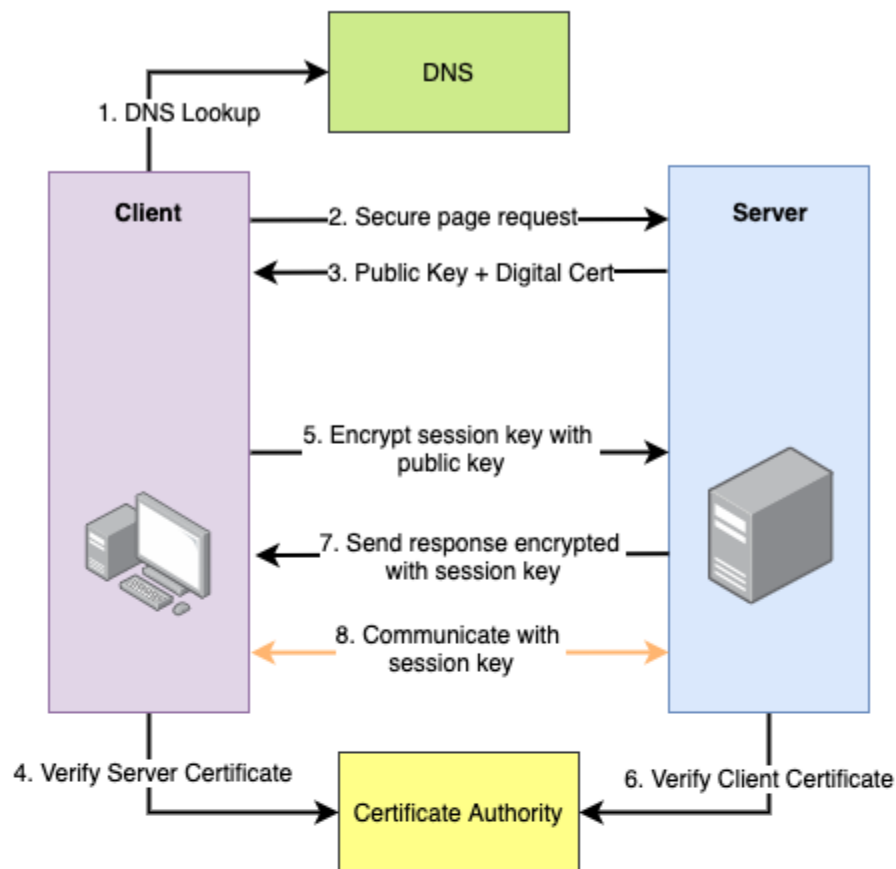 DNS
1. DNS Lookup
Client
Server
2. Secure page request
3. Public Key + Digital Cert
5. Encrypt session key with
public key
7. Send response encrypted
with session key
8. Communicate with
session key
4. Verify Server Certificate
6. Verify Client Certificate
Certificate Authority